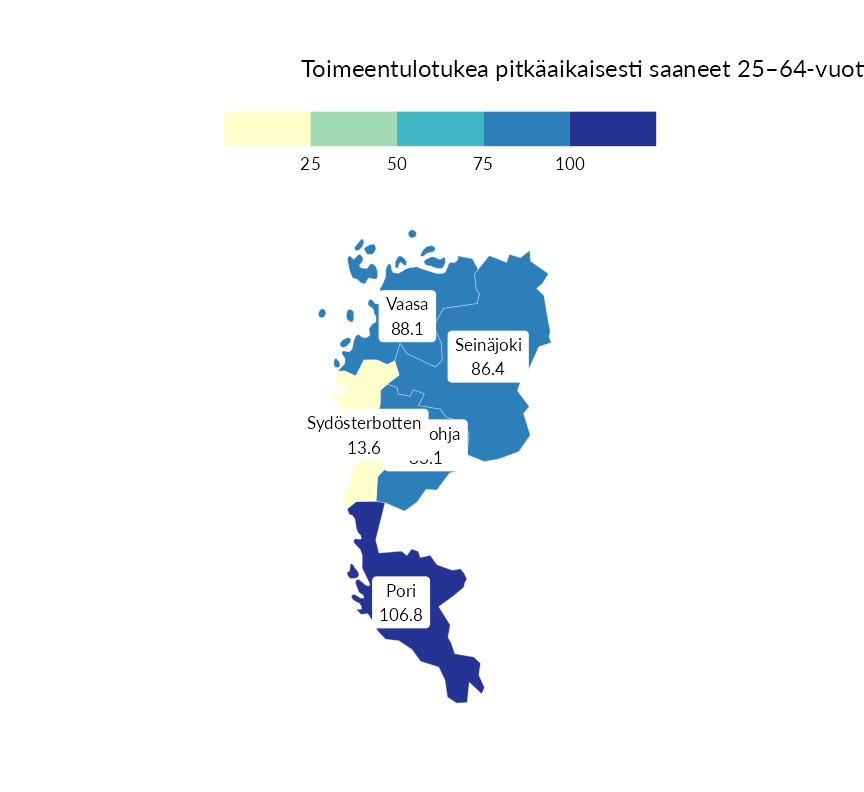 Toimeentulotukea pitkäaikaisesti saaneet 25–64-vuot
25 50 75 100
Vaasa
88.1
Seinäjoki
86.4
Sydösterbotten
13.6
ohja
Pori
106.8